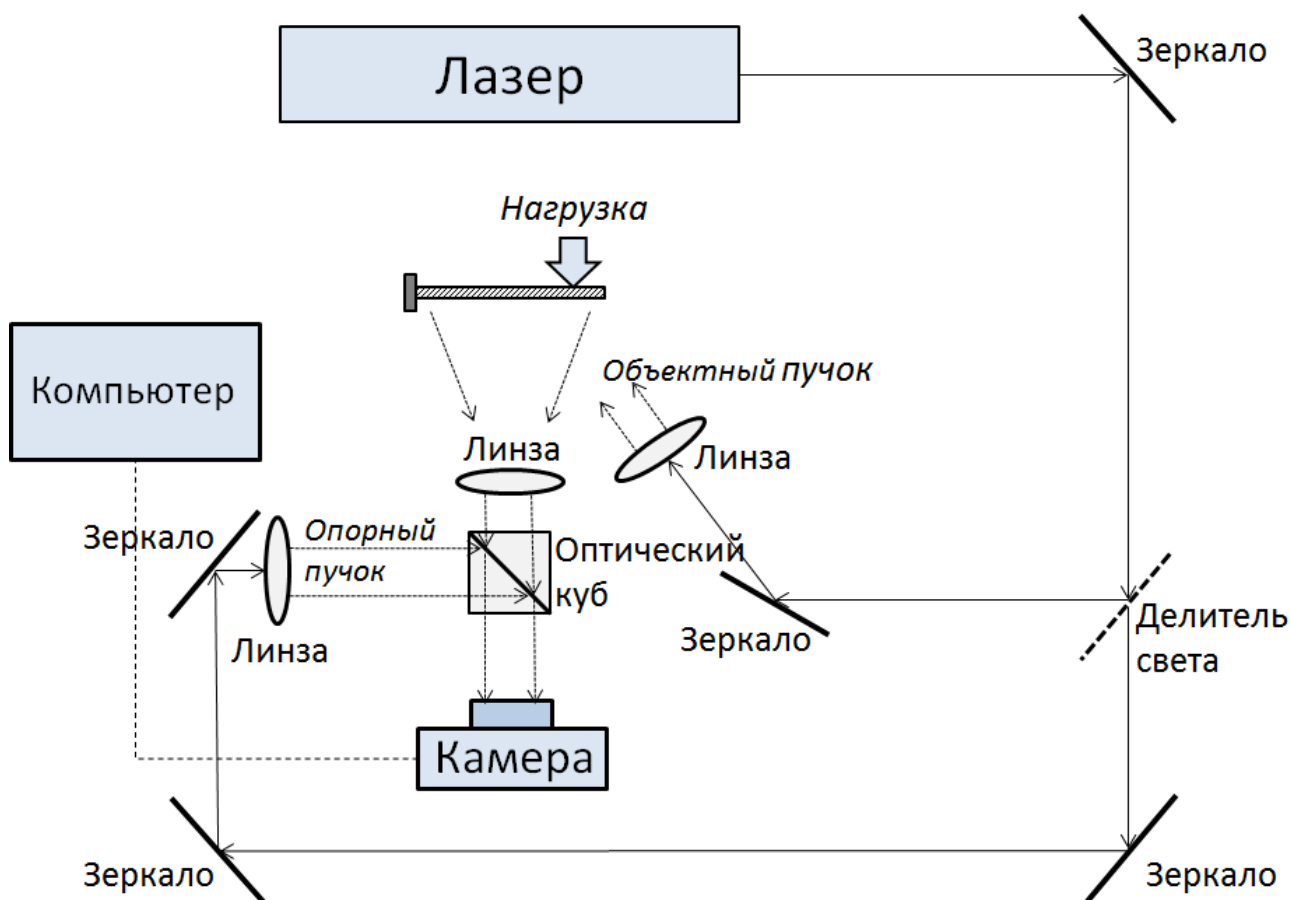 Лазер
Зеркало
Нагрузка
Объектный пучок
Компьютер
Линза
Линза
Зеркало
Опорный
пучок
Оптический
куб
Линза
Зеркало
Делитель
света
Камера
Зеркало
Зеркало